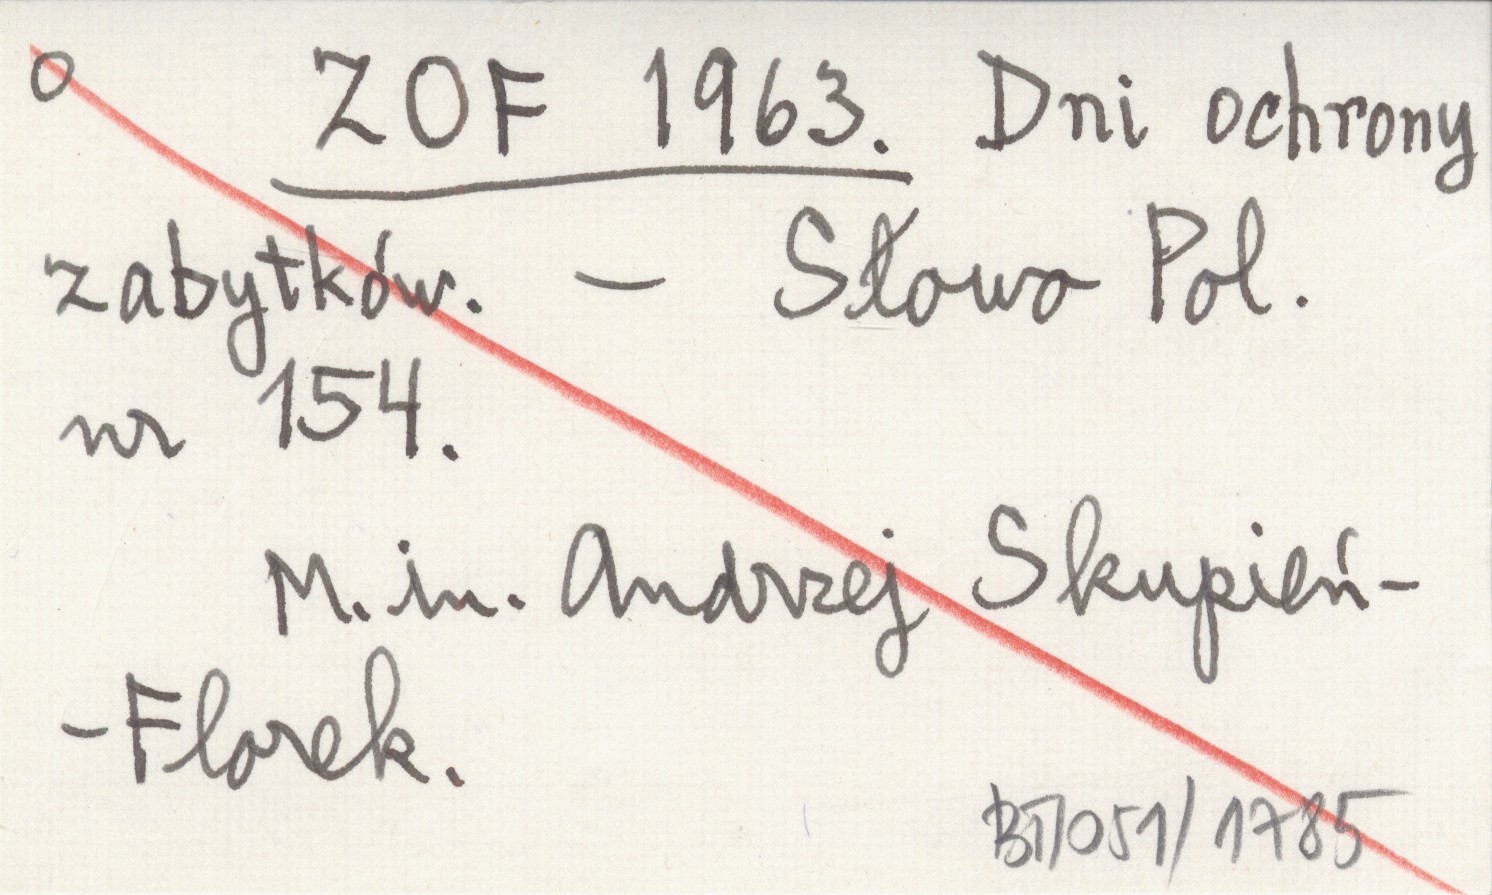 o ZOF 1963. Dni ochrony
zabytków. – Słowo Pol.
nr 154.
M. in. Andrzej Skupień-
-Florek.
BT/051/1785